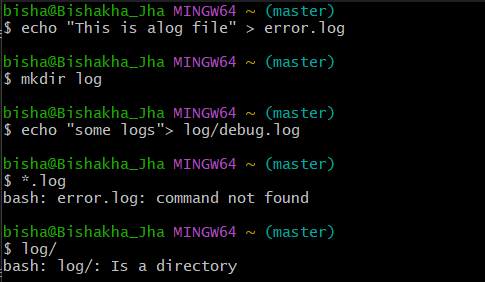 bisha@Bishakha_Jha MINGW64 ~ (master)
$ echo "This is alog file" > error.log
bisha@Bishakha_Jha MINGW64 ~ (master)
$ mkdir log
bisha@Bishakha_Jha MINGW64 ~ (master)
$ echo "some logs"> log/debug.log
bisha@Bishakha_Jha MINGW64 ~ (master)
$ *.log
bash: error.log: command not found
bisha@Bishakha_Jha MINGW64 ~ (master)
$ log/
bash: log/: Is a directory